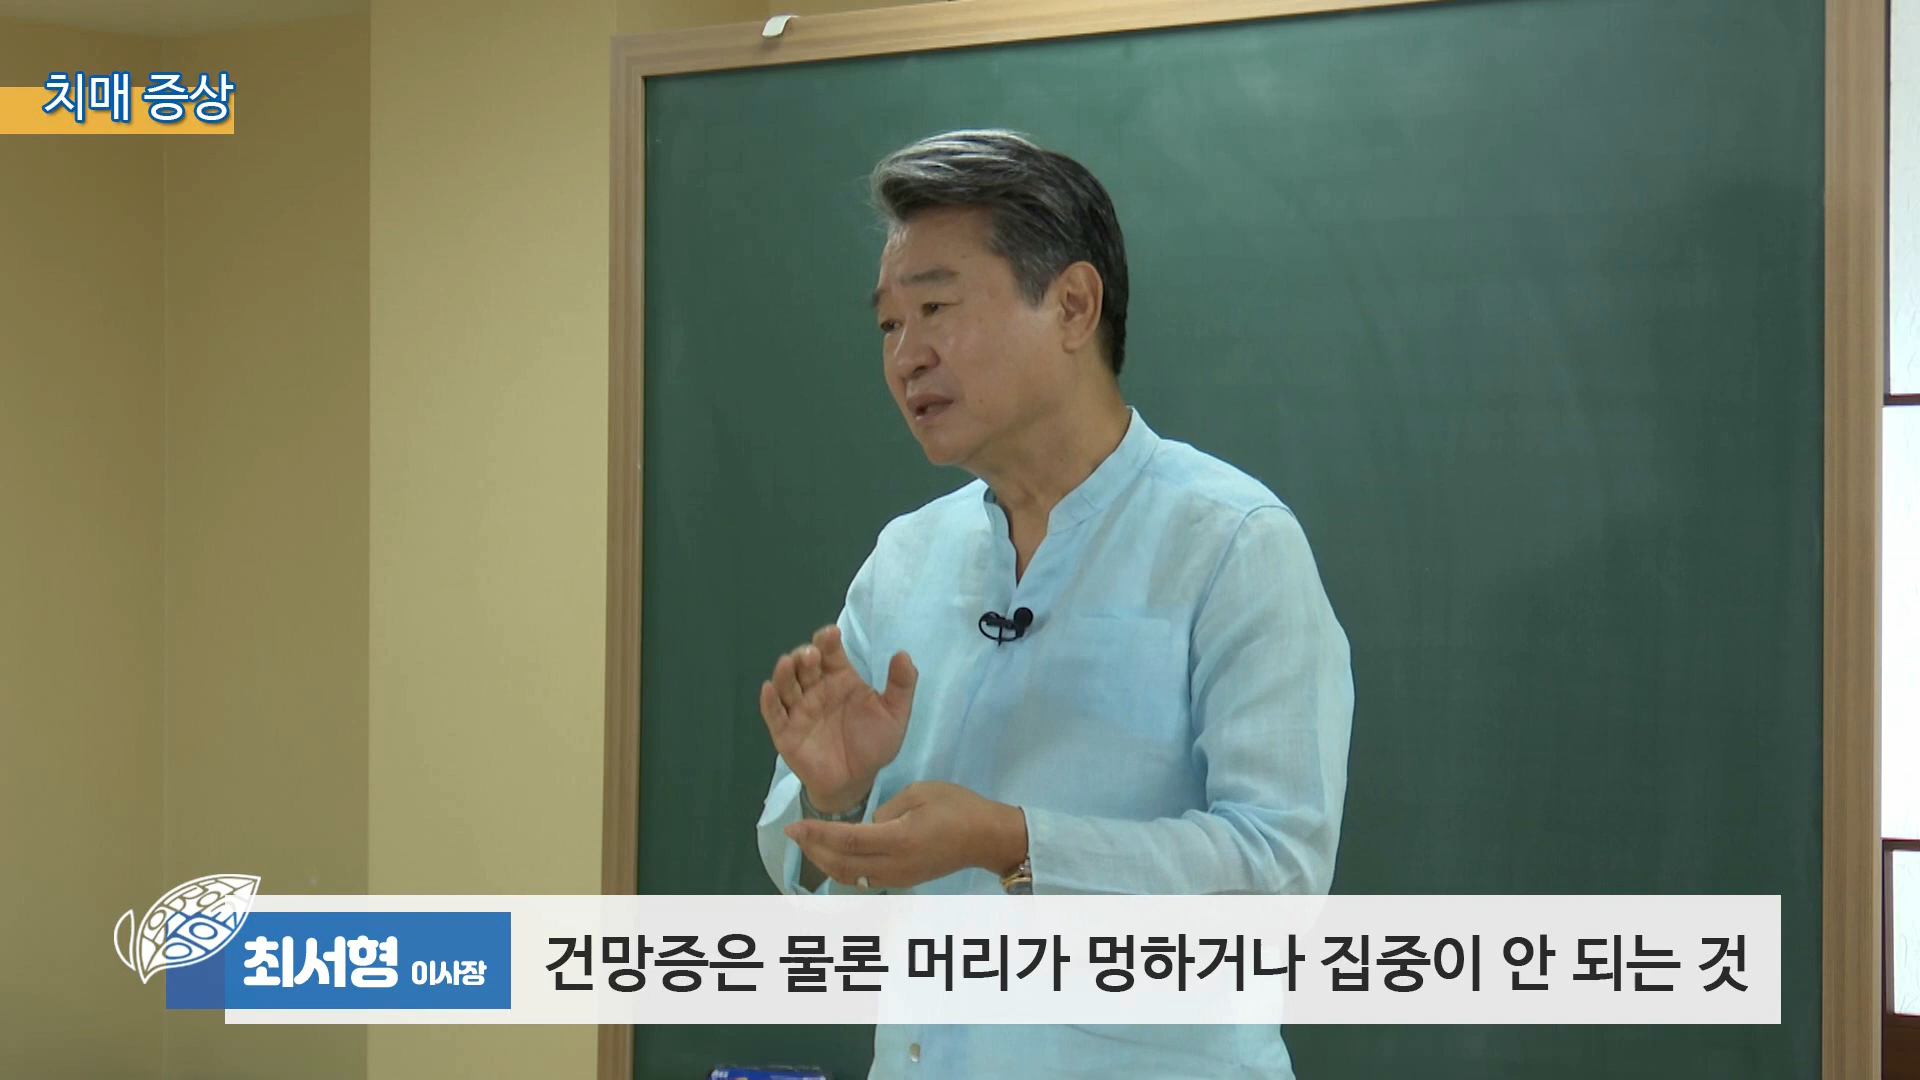 치매 증상
최서형 이사장
건망증은 물론 머리가 멍하거나 집중이 안 되는 것